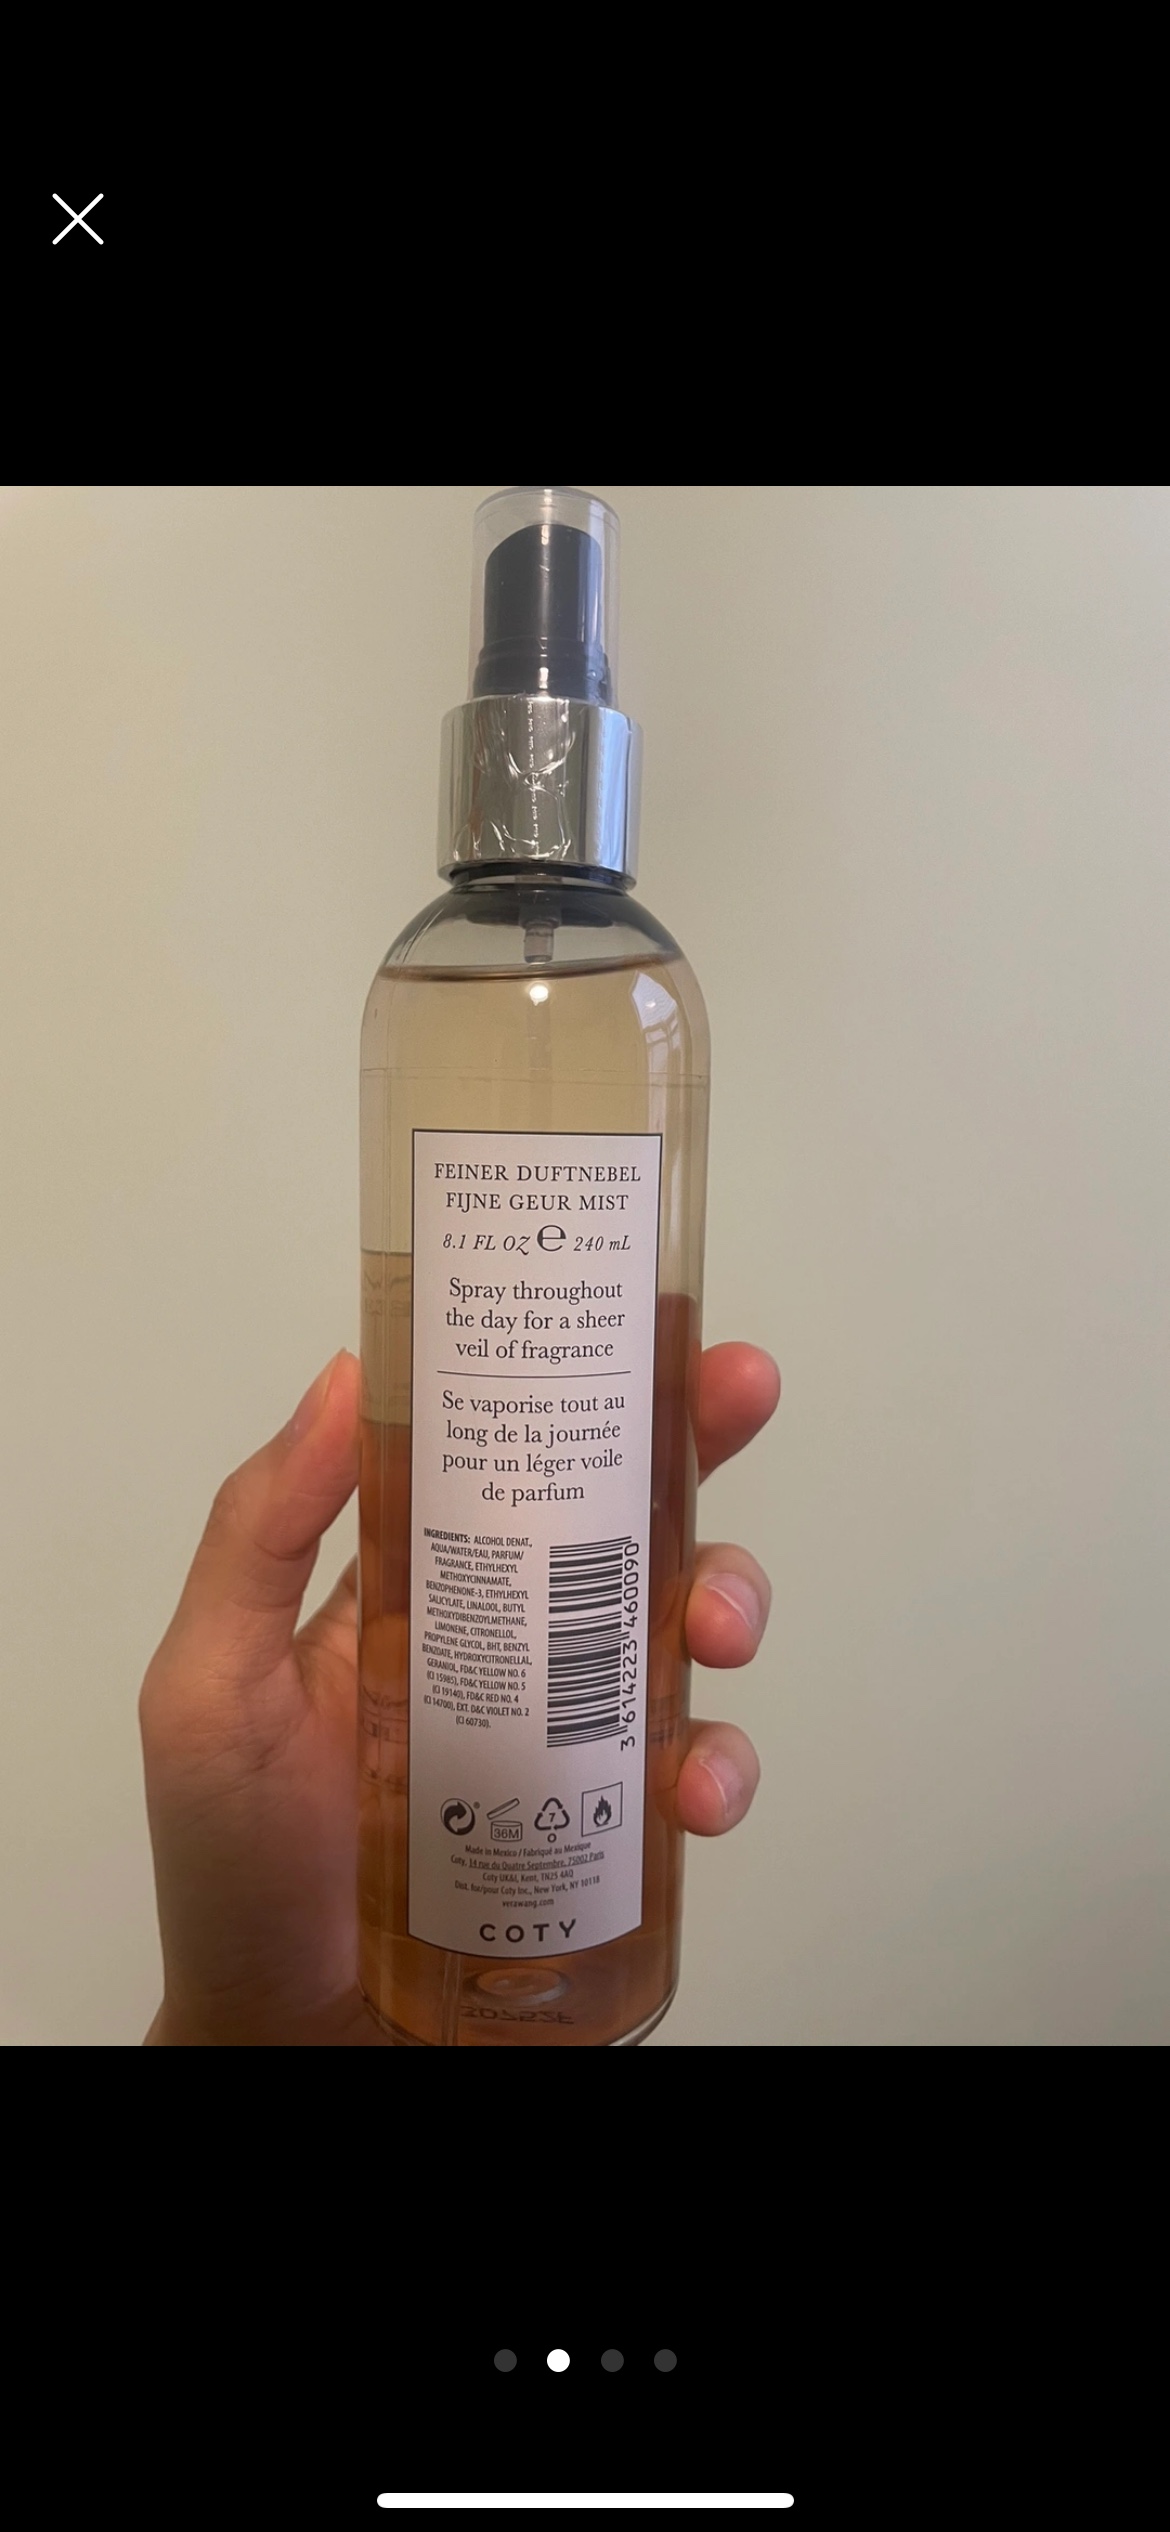 FEINER DUFTNEBEL
FIJNE GEUR MIST
8.1 FL OZ ℮ 240 mL
Spray throughout
the day for a sheer
veil of fragrance
Se vaporise tout au
long de la journée
pour un léger voile
de parfum
INGREDIENTS: ALCOHOL DENAT.,
AQUA/WATER/EAU, PARFUM/
FRAGRANCE, ETHYLHEXYL
METHOXYCINNAMATE,
BENZOPHENONE-3, ETHYLHEXYL
SALICYLATE, LINALOOL, BUTYL
METHOXYDIBENZOYLMETHANE,
LIMONENE, CITRONELLOL,
PROPYLENE GLYCOL, BHT, BENZYL
BENZOATE, HYDROXYCITRONELLAL,
GERANIOL, FD&C YELLOW NO. 6
(CI 15985), FD&C YELLOW NO. 5
(CI 19140), FD&C RED NO. 4
(CI 14700), EXT. D&C VIOLET NO. 2
(CI 60730).
3 614223 460090
36M
7
O
Made in Mexico / Fabriqué au Mexique
Coty, 14 rue du Quatre Septembre, 75002 Paris
Coty UK&I, Kent, TN25 4AQ
Dist. for/pour Coty Inc., New York, NY 10118
verawang.com
COTY